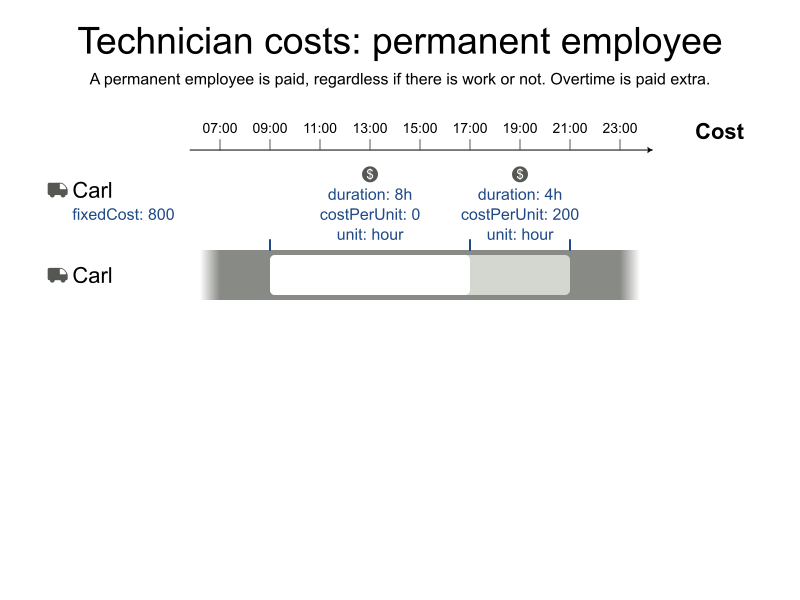 Technician costs: permanent employee
A permanent employee is paid, regardless if there is work or not. Overtime is paid extra.
07:00 09:00 11:00 13:00 15:00 17:00 19:00 21:00 23:00 Cost
$ $
Carl duration: 8h duration: 4h
fixedCost: 800 costPerUnit: 0 costPerUnit: 200
unit: hour unit: hour
Carl